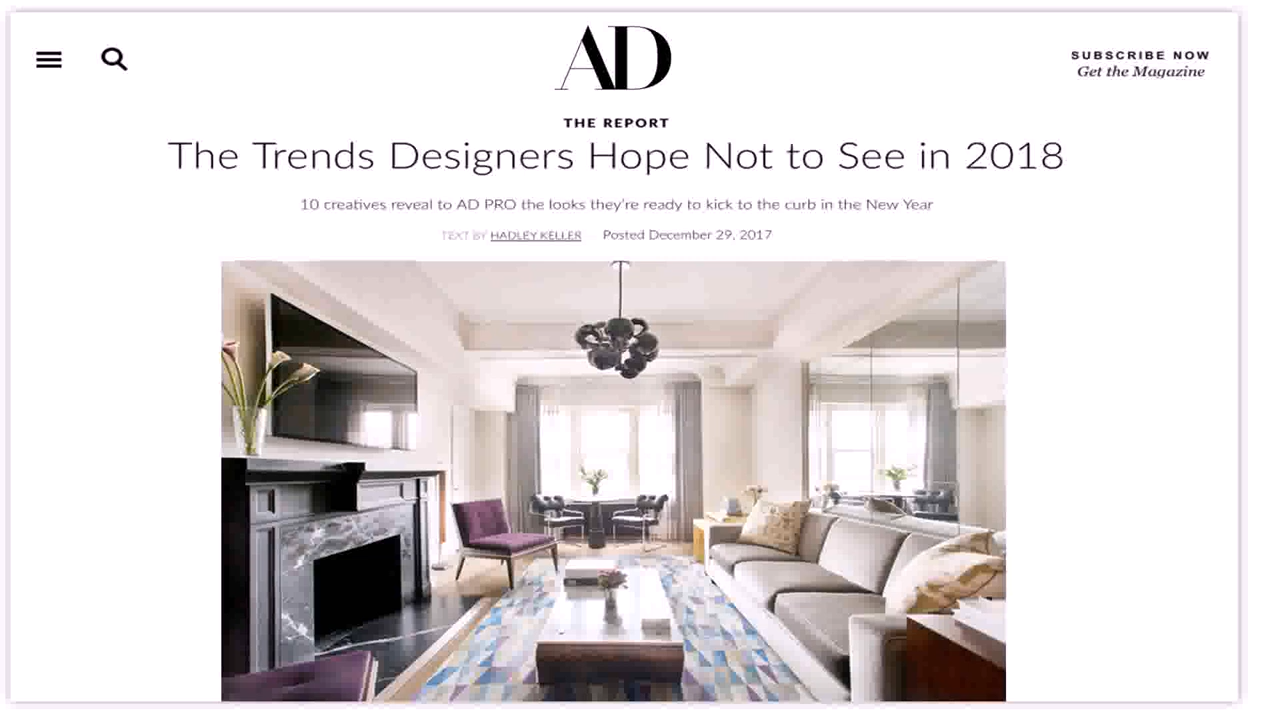 AD
SUBSCRIBE NOW
Get the Magazine
THE REPORT
The Trends Designers Hope Not to See in 2018
10 creatives reveal to AD PRO the looks they're ready to kick to the curb in the New Year
TEXT BY HADLEY KELLER Posted December 29, 2017